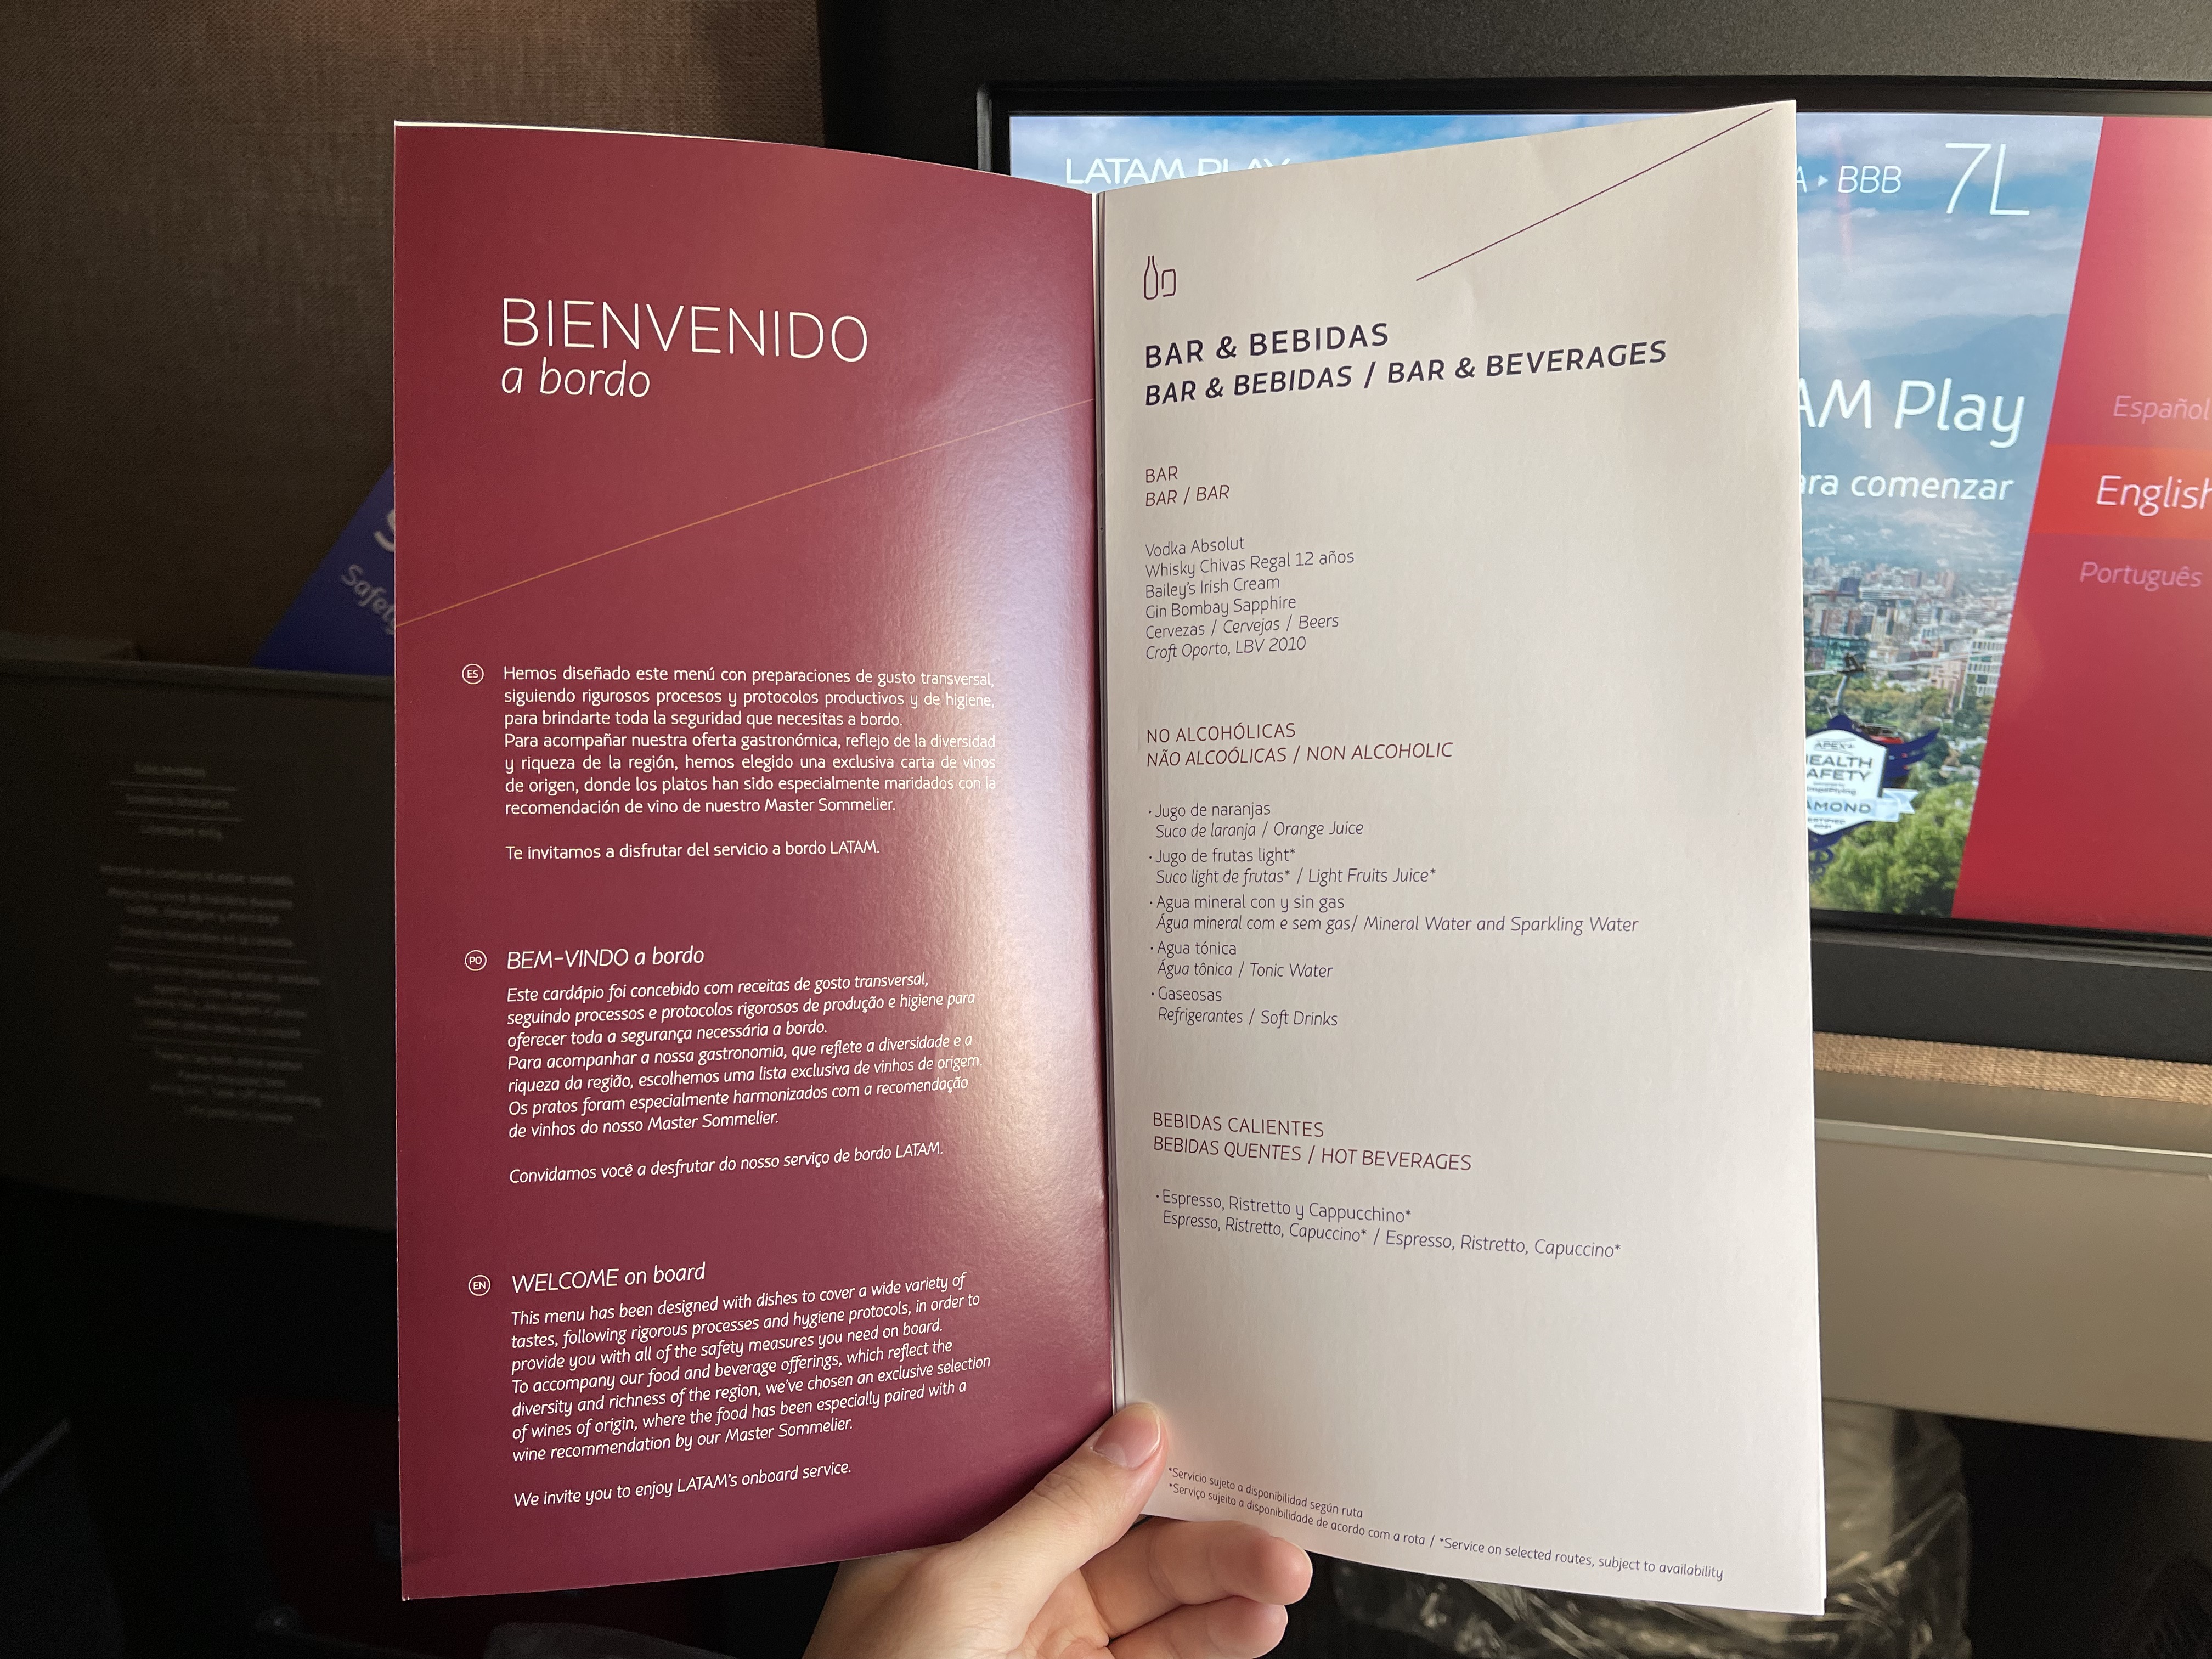 BIENVENIDO
a bordo
ES
Hemos diseñado este menú con preparaciones de gusto transversal,
siguiendo rigurosos procesos y protocolos productivos y de higiene,
para brindarte toda la seguridad que necesitas a bordo.
Para acompañar nuestra oferta gastronómica, reflejo de la diversidad
y riqueza de la región, hemos elegido una exclusiva carta de vinos
de origen, donde los platos han sido especialmente maridados con la
recomendación de vino de nuestro Master Sommelier.
Te invitamos a disfrutar del servicio a bordo LATAM.
PO
BEM-VINDO a bordo
Este cardápio foi concebido com receitas de gosto transversal,
seguindo processos e protocolos rigorosos de produção e higiene para
oferecer toda a segurança necessária a bordo.
Para acompanhar a nossa gastronomia, que reflete a diversidade e a
riqueza da região, escolhemos uma lista exclusiva de vinhos de origem.
Os pratos foram especialmente harmonizados com a recomendação
de vinhos do nosso Master Sommelier.
Convidamos você a desfrutar do nosso serviço de bordo LATAM.
EN
WELCOME on board
This menu has been designed with dishes to cover a wide variety of
tastes, following rigorous processes and hygiene protocols, in order to
provide you with all of the safety measures you need on board.
To accompany our food and beverage offerings, which reflect the
diversity and richness of the region, we've chosen an exclusive selection
of wines of origin, where the food has been especially paired with a
wine recommendation by our Master Sommelier.
We invite you to enjoy LATAM's onboard service.
BAR & BEBIDAS
BAR & BEBIDAS / BAR & BEVERAGES
BAR
BAR / BAR
Vodka Absolut
Whisky Chivas Regal 12 años
Bailey's Irish Cream
Gin Bombay Sapphire
Cervezas / Cervejas / Beers
Croft Oporto, LBV 2010
NO ALCOHÓLICAS
NÃO ALCOÓLICAS / NON ALCOHOLIC
· Jugo de naranjas
Suco de laranja / Orange Juice
· Jugo de frutas light*
Suco light de frutas* / Light Fruits Juice*
· Agua mineral con y sin gas
Água mineral com e sem gas/ Mineral Water and Sparkling Water
· Agua tónica
Água tônica / Tonic Water
· Gaseosas
Refrigerantes / Soft Drinks
BEBIDAS CALIENTES
BEBIDAS QUENTES / HOT BEVERAGES
· Espresso, Ristretto y Cappucchino*
Espresso, Ristretto, Capuccino* / Espresso, Ristretto, Capuccino*
*Servicio sujeto a disponibilidad según ruta
*Serviço sujeito a disponibilidade de acordo com a rota / *Service on selected routes, subject to availability
LATAM PLAY
A ▸ BBB 7L
AM Play
ara comenzar
Español
English
Português
APEX
EALTH
AFETY
AMOND
Safety